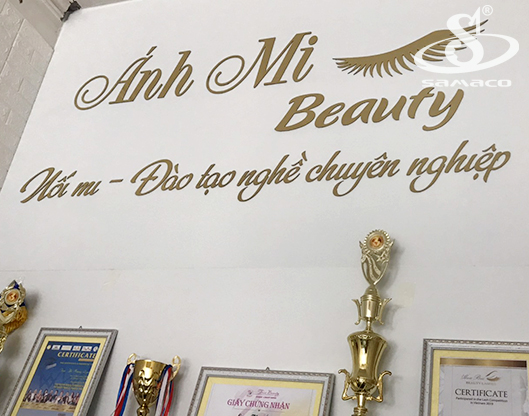 SAMACO
Ánh Mi
Beauty
Nối mi – Đào tạo nghề chuyên nghiệp
CERTIFICATE
GIẤY CHỨNG NHẬN
CERTIFICATE